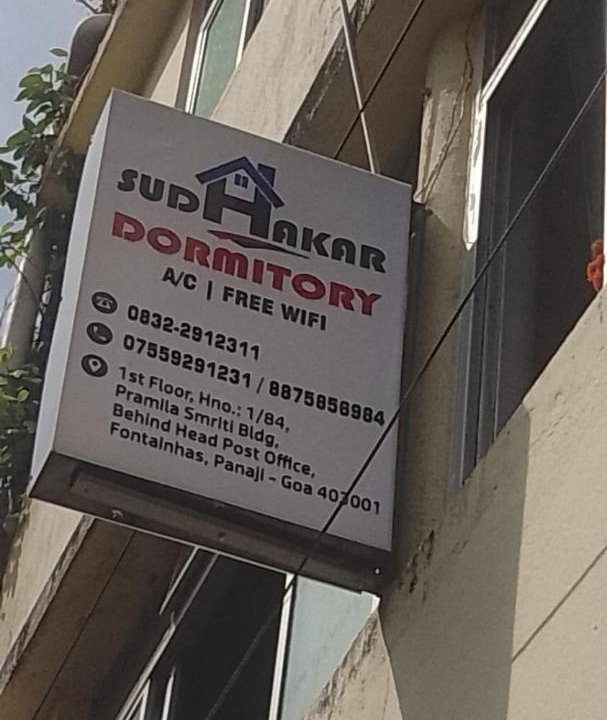 SUDHAKAR
DORMITORY
A/C | FREE WIFI
0832-2912311
07559291231 / 8875856984
1st Floor, Hno.: 1/84,
Pramila Smriti Bldg,
Behind Head Post Office,
Fontainhas, Panaji - Goa 403001